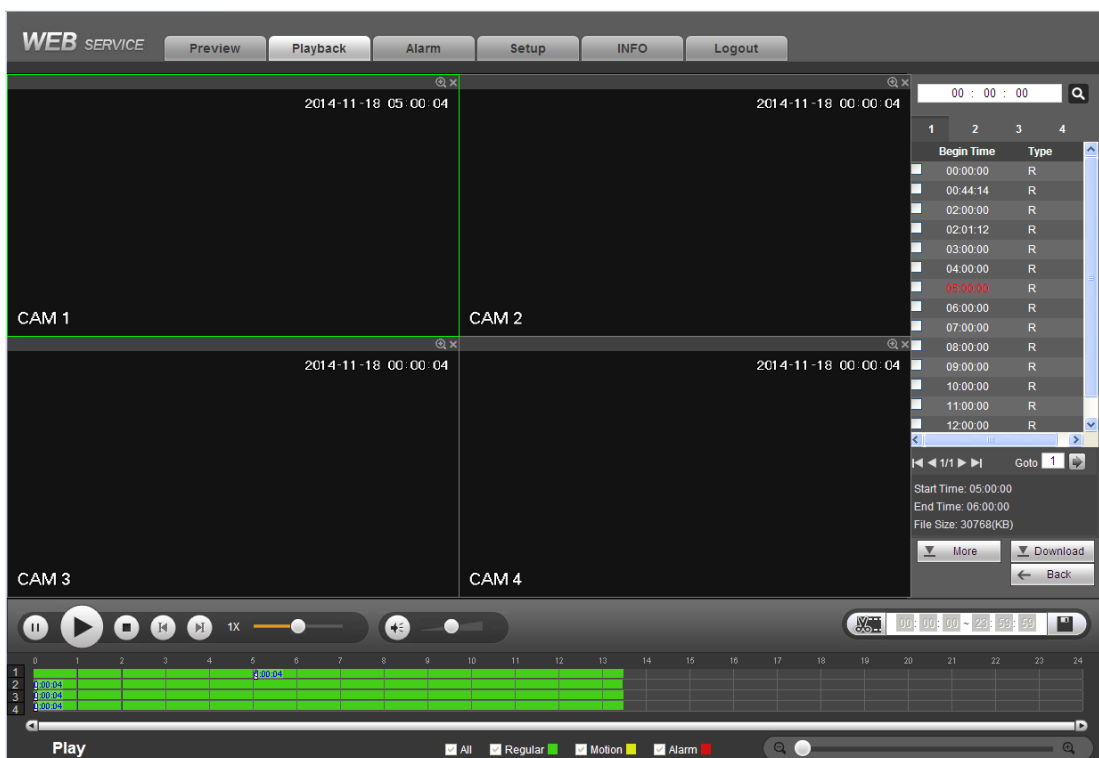 WEB SERVICE
Preview Playback Alarm Setup INFO Logout
2014-11-18 05:00:04
CAM 1
2014-11-18 00:00:04
CAM 2
2014-11-18 00:00:04
CAM 3
2014-11-18 00:00:04
CAM 4
00 : 00 : 00
1 2 3 4
Begin Time Type
00:00:00 R
00:44:14 R
02:00:00 R
02:01:12 R
03:00:00 R
04:00:00 R
05:00:00 R
06:00:00 R
07:00:00 R
08:00:00 R
09:00:00 R
10:00:00 R
11:00:00 R
12:00:00 R
1/1 Goto 1
Start Time: 05:00:00
End Time: 06:00:00
File Size: 30768(KB)
More Download
Back
1X
00: 00: 00 ~ 23: 59: 59
0 1 2 3 4 5 6 7 8 9 10 11 12 13 14 15 16 17 18 19 20 21 22 23 24
1 :00:04
2 :00:04
3 :00:04
4 :00:04
Play All Regular Motion Alarm